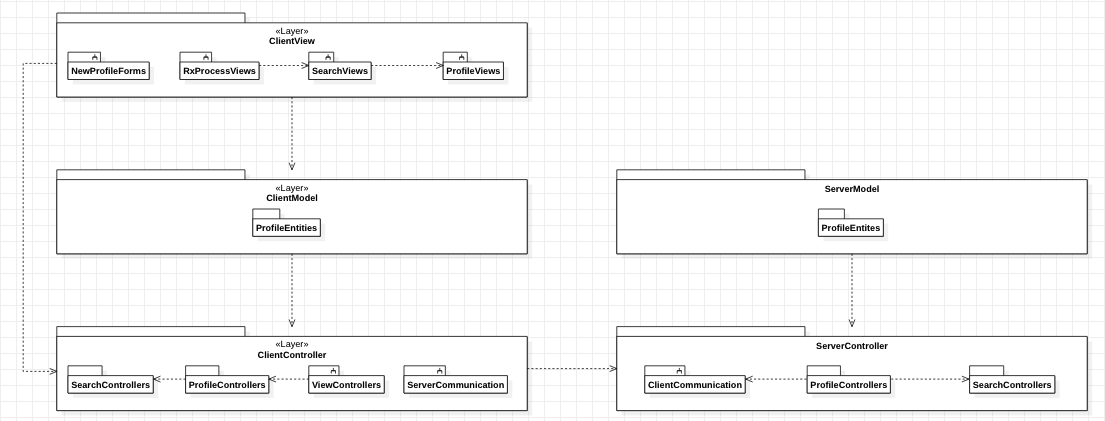 «Layer»
ClientView
NewProfileForms
RxProcessViews
SearchViews
ProfileViews
«Layer»
ClientModel
ProfileEntities
ServerModel
ProfileEntites
«Layer»
ClientController
SearchControllers
ProfileControllers
ViewControllers
ServerCommunication
ServerController
ClientCommunication
ProfileControllers
SearchControllers